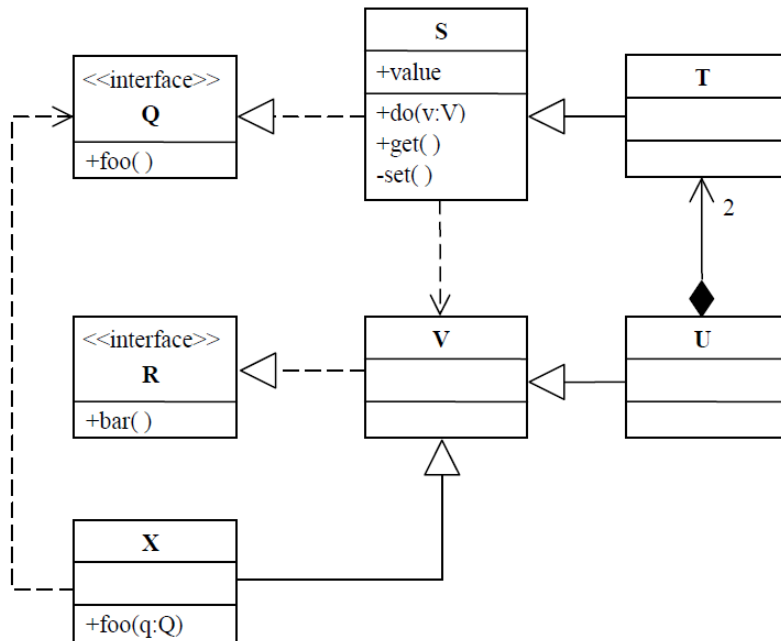 <<interface>>
Q
+foo( )
S
+value
+do(v:V)
+get( )
-set( )
T
2
<<interface>>
R
+bar( )
V
U
X
+foo(q:Q)